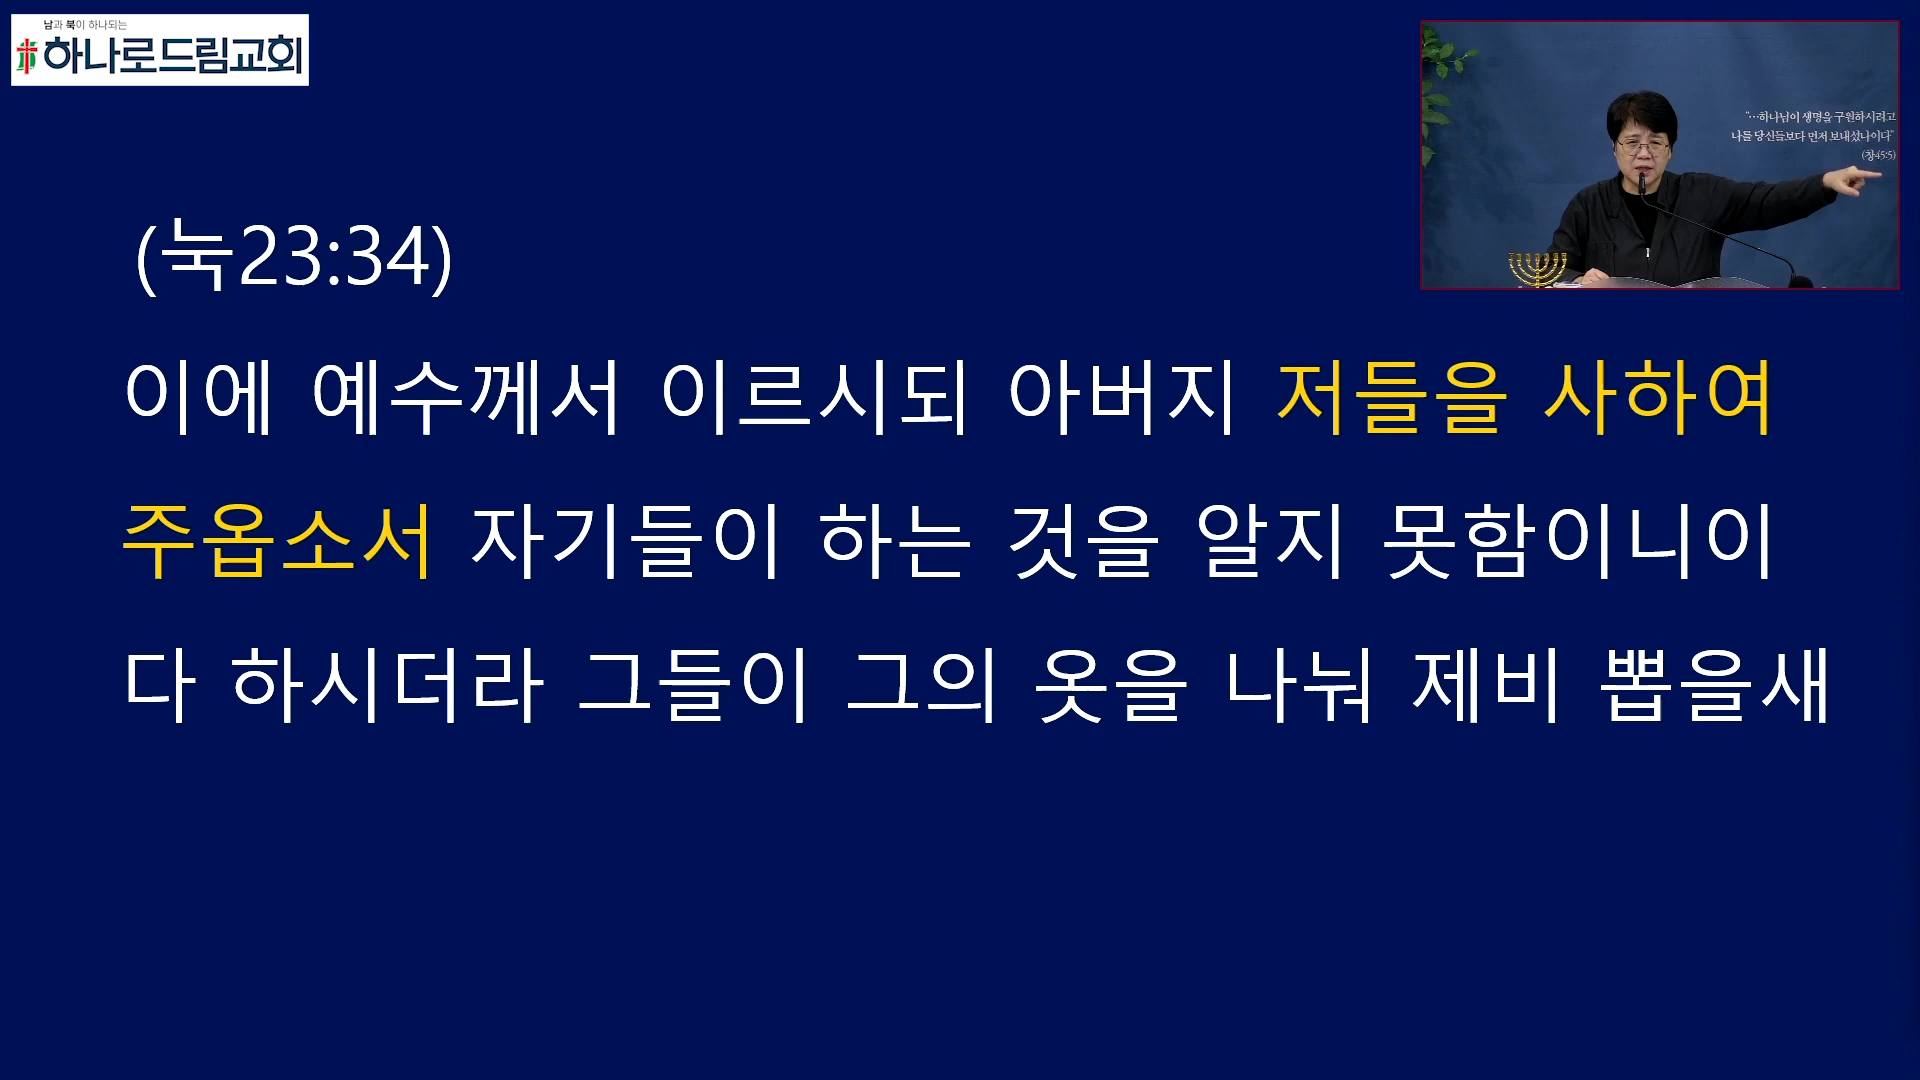 남과 북이 하나되는
하나로드림교회
"…하나님이 생명을 구원하시려고
나를 당신들보다 먼저 보내셨나이다"
(창45:5)
(눅23:34)
이에 예수께서 이르시되 아버지 저들을 사하여
주옵소서 자기들이 하는 것을 알지 못함이니이
다 하시더라 그들이 그의 옷을 나눠 제비 뽑을새